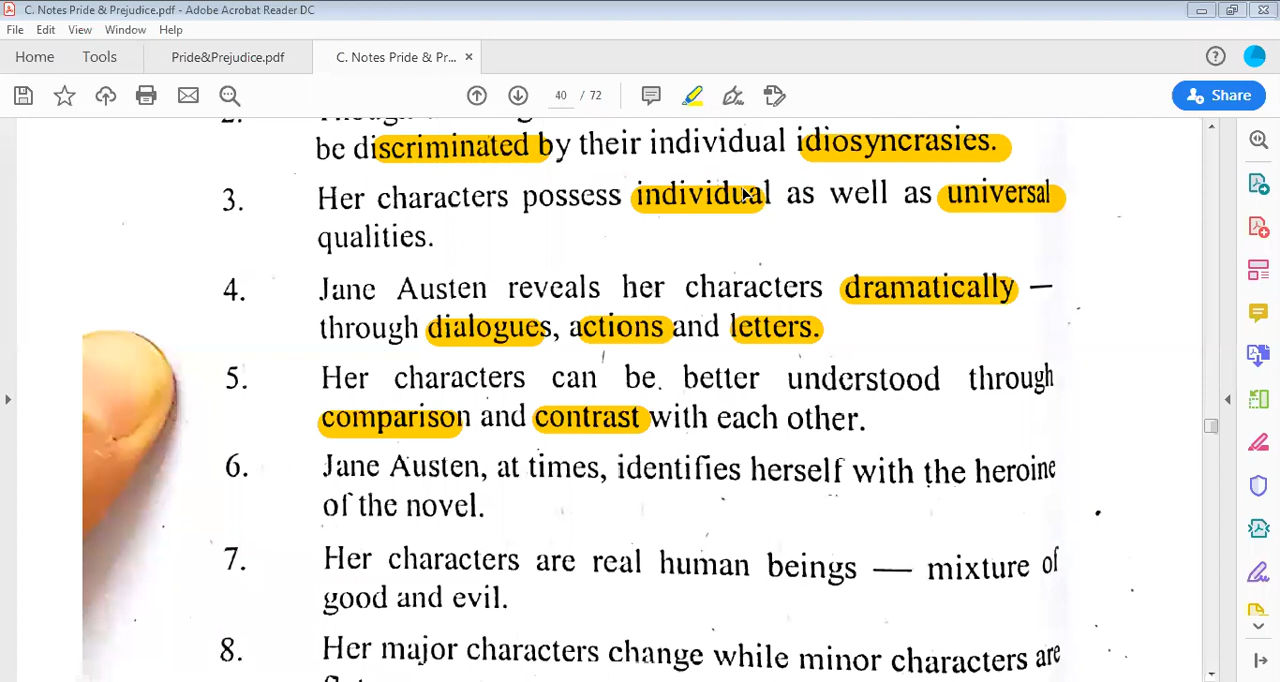 C. Notes Pride & Prejudice.pdf - Adobe Acrobat Reader DC
File Edit View Window Help
Home Tools Pride&Prejudice.pdf C. Notes Pride & Pr... ×
40 / 72 Share
2.
be discriminated by their individual idiosyncrasies.
3. Her characters possess individual as well as universal
qualities.
4. Jane Austen reveals her characters dramatically —
through dialogues, actions and letters.
5. Her characters can be better understood through
comparison and contrast with each other.
6. Jane Austen, at times, identifies herself with the heroine
of the novel.
7. Her characters are real human beings — mixture of
good and evil.
8. Her major characters change while minor characters are